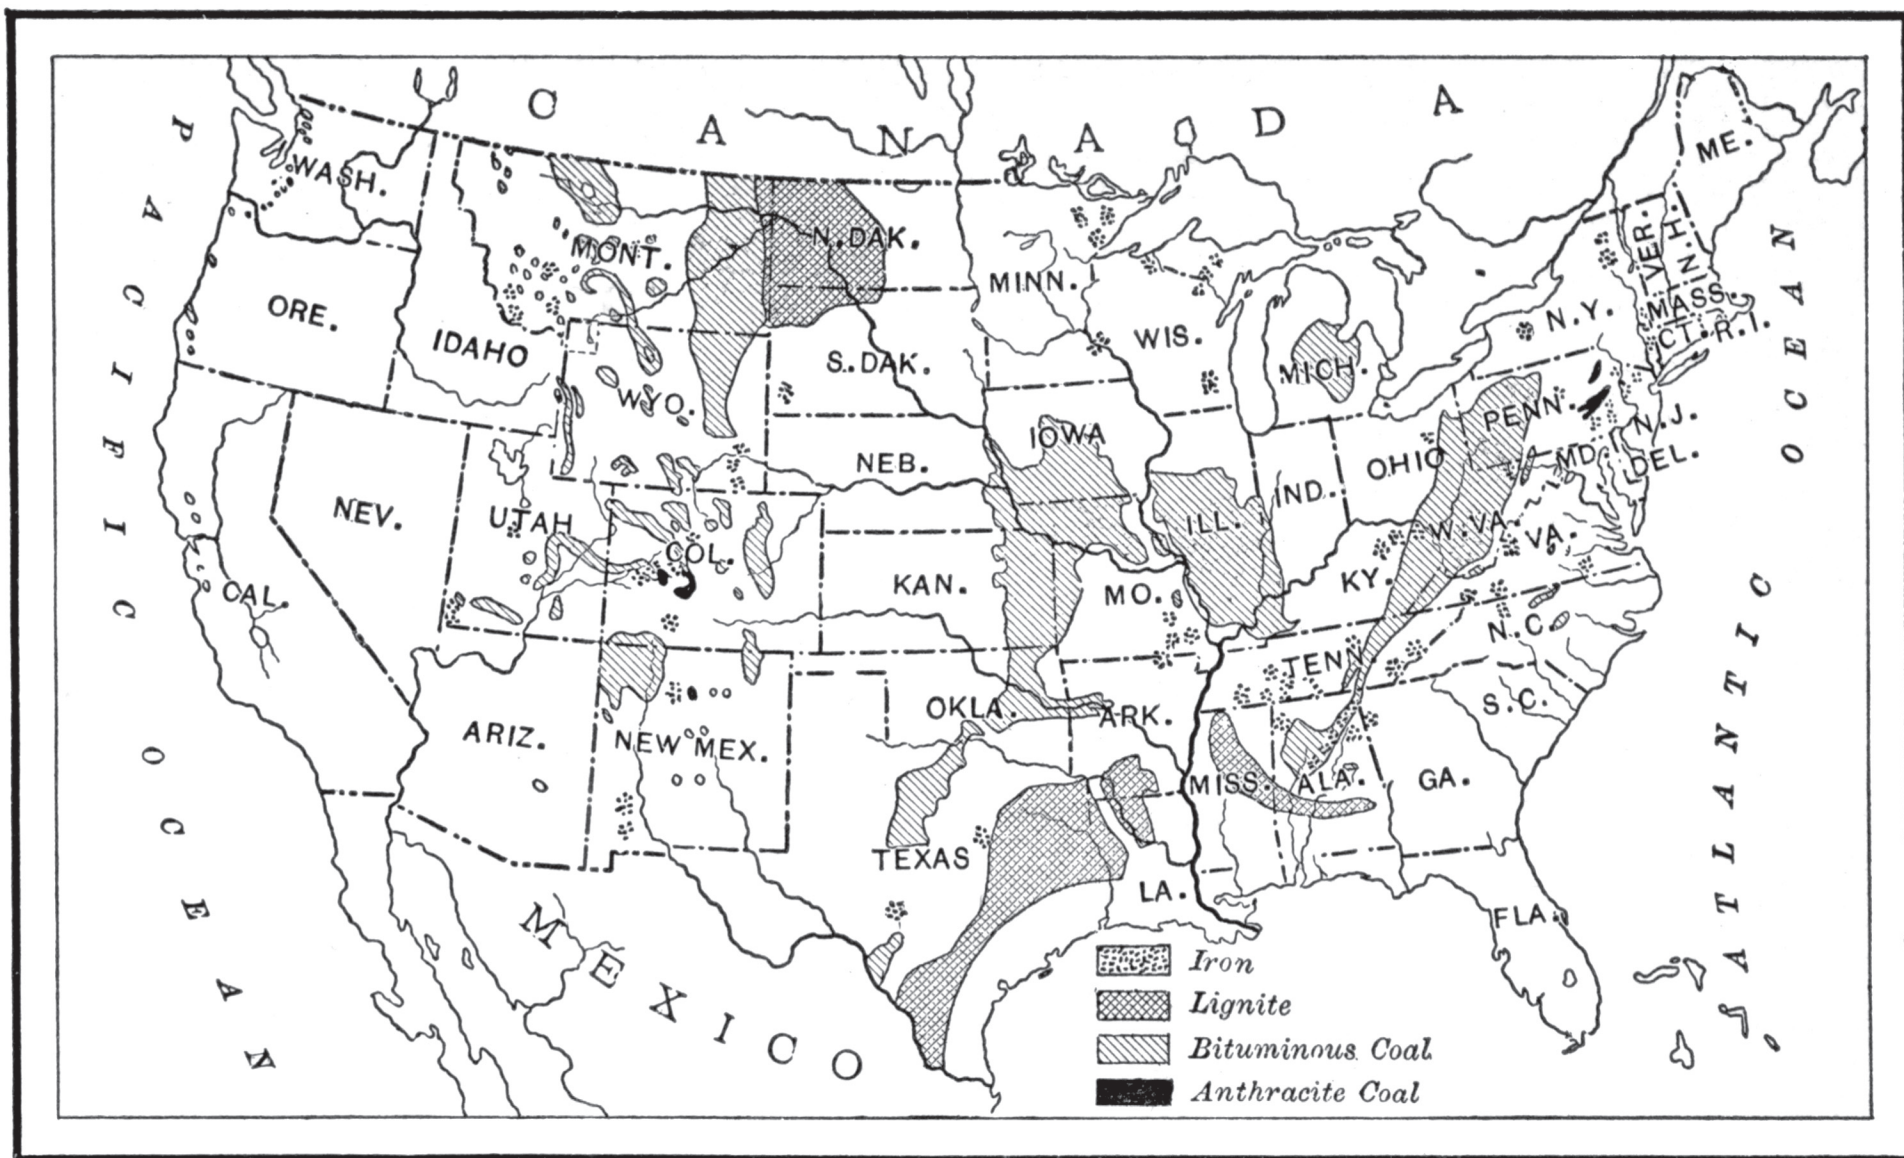 CANADA
PACIFIC OCEAN
ATLANTIC OCEAN
MEXICO
WASH.
ORE.
IDAHO
MONT.
N.DAK.
MINN.
WIS.
MICH.
N.Y.
VER.
N.H.
ME.
MASS.
CT.
R.I.
S.DAK.
WYO.
NEB.
IOWA
ILL.
IND.
OHIO
PENN.
N.J.
MD.
DEL.
NEV.
UTAH
COL.
KAN.
MO.
KY.
W.VA.
VA.
CAL.
ARIZ.
NEW MEX.
OKLA.
ARK.
TENN.
N.C.
S.C.
TEXAS
LA.
MISS.
ALA.
GA.
FLA.
Iron
Lignite
Bituminous Coal
Anthracite Coal